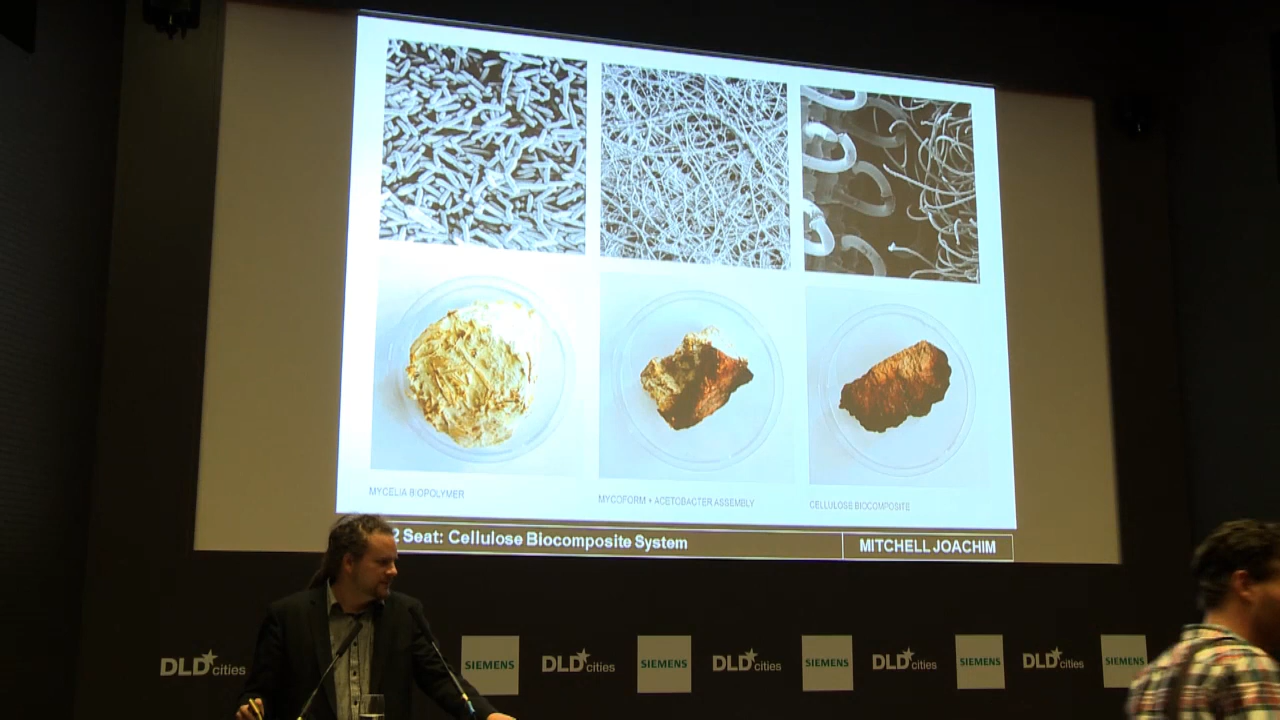 MYCELIA BIOPOLYMER
MYCOFORM + ACETOBACTER ASSEMBLY
CELLULOSE BIOCOMPOSITE
2 Seat: Cellulose Biocomposite System
MITCHELL JOACHIM
DLD cities
SIEMENS
DLD cities
SIEMENS
DLD cities
SIEMENS
DLD cities
SIEMENS
DLD cities
SIEMENS